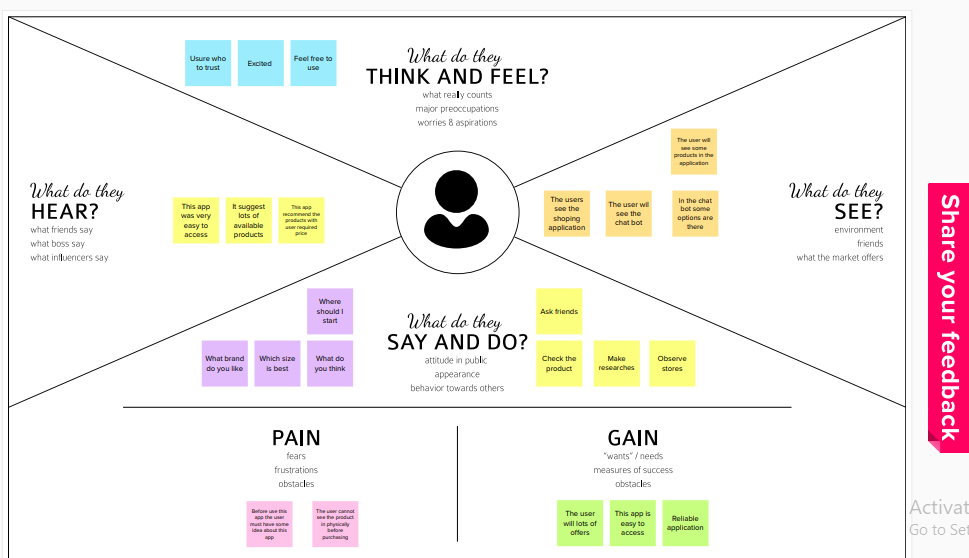 Usure who
to trust
Excited
Feel free to
use
What do they
THINK AND FEEL?
what really counts
major preoccupations
worries & aspirations
What do they
HEAR?
what friends say
what boss say
what influencers say
This app
was very
easy to
access
It suggest
lots of
available
products
This app
recommend the
products with
user required
price
The user will
see some
products in the
application
The users
see the
shoping
application
The user wil
see the
chat bot
In the chat
bot some
options are
there
What do they
SEE?
environment
friends
what the market offers
Where
should I
start
What brand
do you like
Which size
is best
What do
you think
What do they
SAY AND DO?
attitude in public
appearance
behavior towards others
Ask friends
Check the
product
Make
researches
Observe
stores
PAIN
fears
frustrations
obstacles
Before use this
app the user
must have some
idea about this
app
The user cannot
see the product
in physically
before
purchasing
GAIN
"wants" / needs
measures of success
obstacles
The user
will lots of
offers
This app is
easy to
access
Reliable
application
Share your feedback
Activat
Go to Set